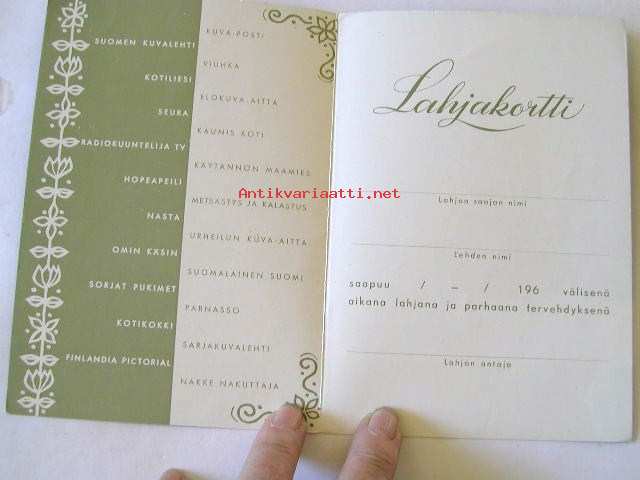 SUOMEN KUVALEHTI
KOTILIESI
SEURA
RADIOKUUNTELIJA TV
HOPEAPEILI
NASTA
OMIN KÄSIN
SORJAT PUKIMET
KOTIKOKKI
FINLANDIA PICTORIAL
KUVA-POSTI
VIUHKA
ELOKUVA-AITTA
KAUNIS KOTI
KÄYTÄNNÖN MAAMIES
METSÄSTYS JA KALASTUS
URHEILUN KUVA-AITTA
SUOMALAINEN SUOMI
PARNASSO
SARJAKUVALEHTI
NAKKE NAKUTTAJA
Antikvariaatti.net
Lahjakortti
Lahjan saajan nimi
Lehden nimi
saapuu / – / 196 välisenä
aikana lahjana ja parhaana tervehdyksenä
Lahjan antaja